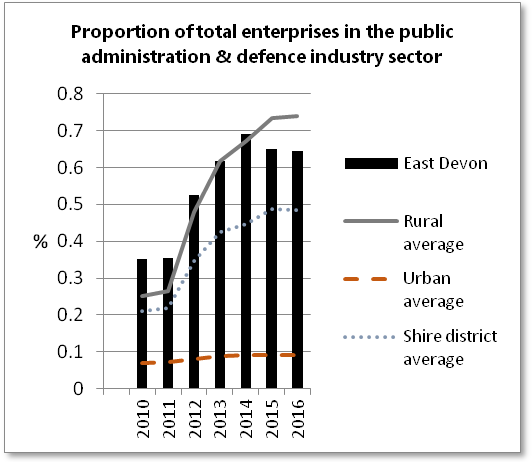 Proportion of total enterprises in the public
administration & defence industry sector
0.8
0.7
0.6
0.5
0.4
0.3
0.2
0.1
0
%
2010
2011
2012
2013
2014
2015
2016
East Devon
Rural
average
Urban
average
Shire district
average